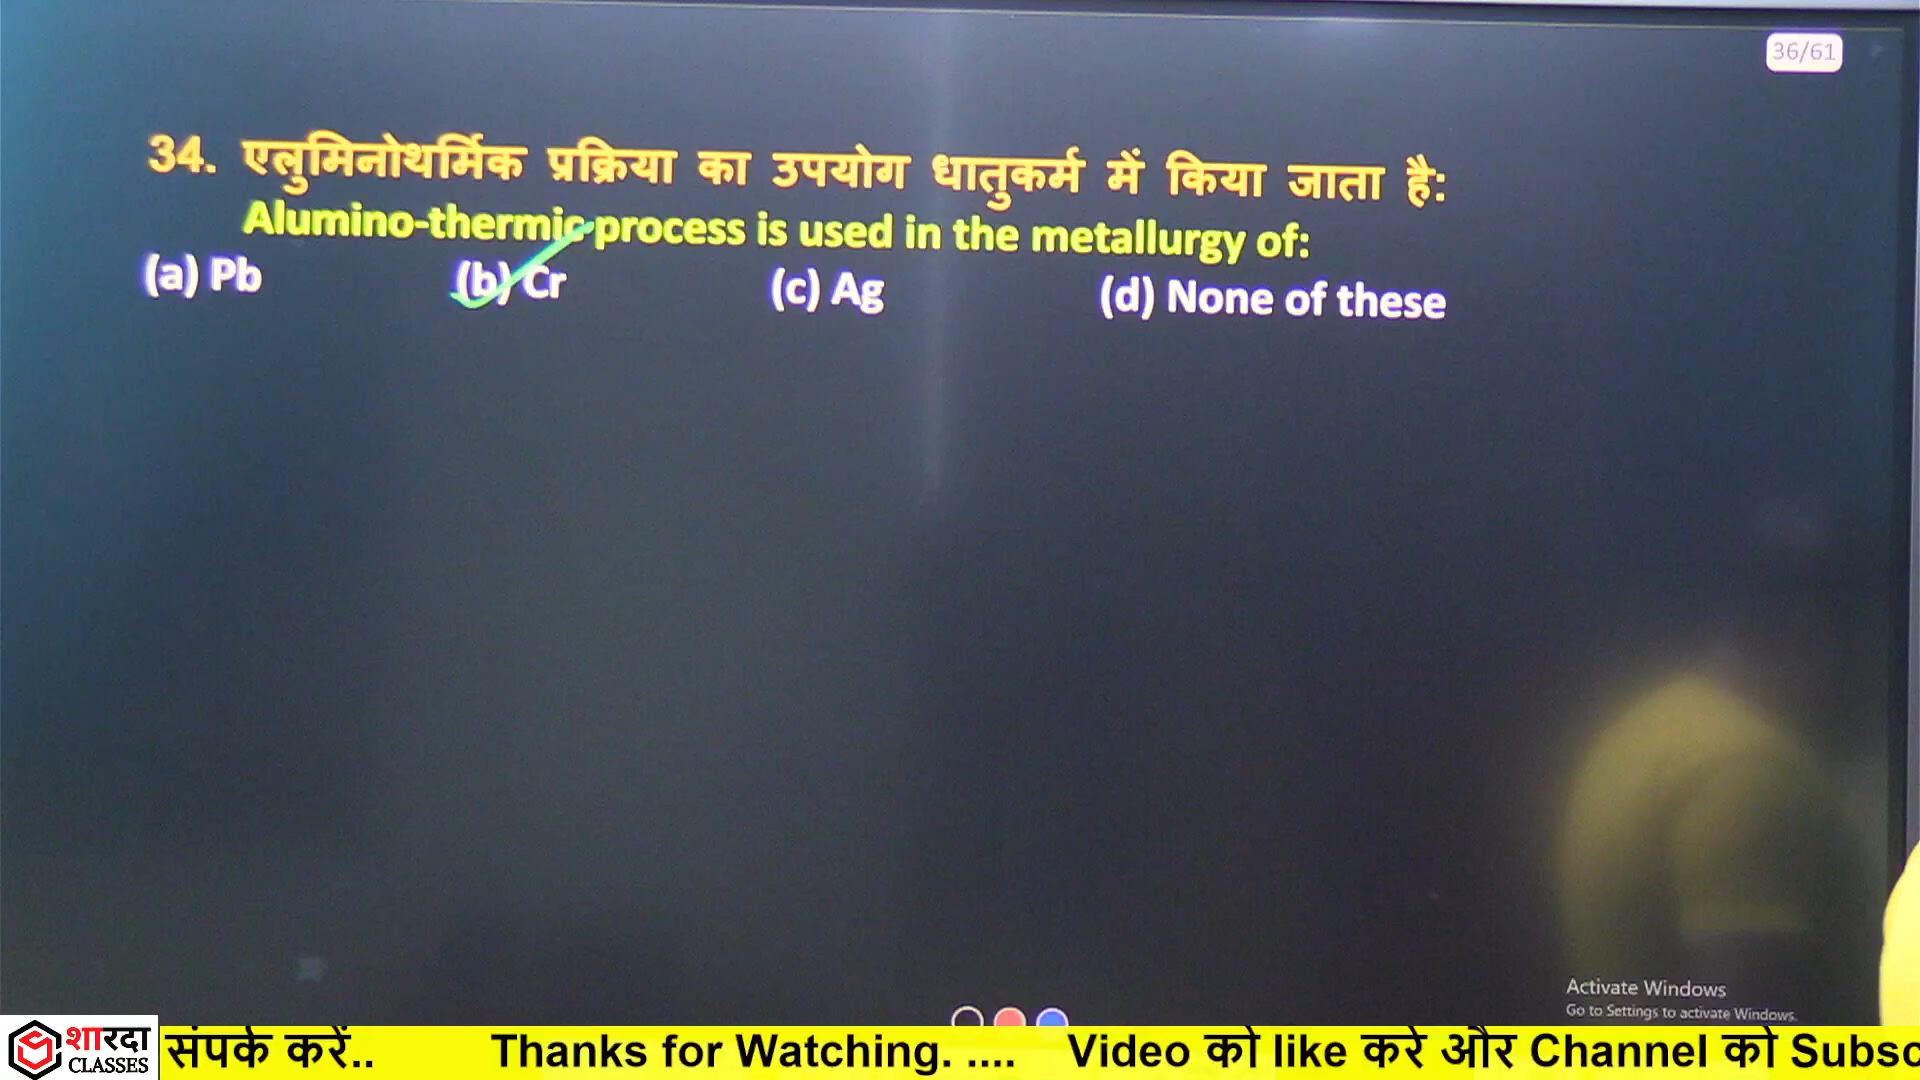 36/61
34. एलुमिनोथर्मिक प्रक्रिया का उपयोग धातुकर्म में किया जाता है:
Alumino-thermic process is used in the metallurgy of:
(a) Pb (b) Cr (c) Ag (d) None of these
Activate Windows
Go to Settings to activate Windows.
शारदा
CLASSES
संपर्क करें.. Thanks for Watching. .... Video को like करे और Channel को Subsc